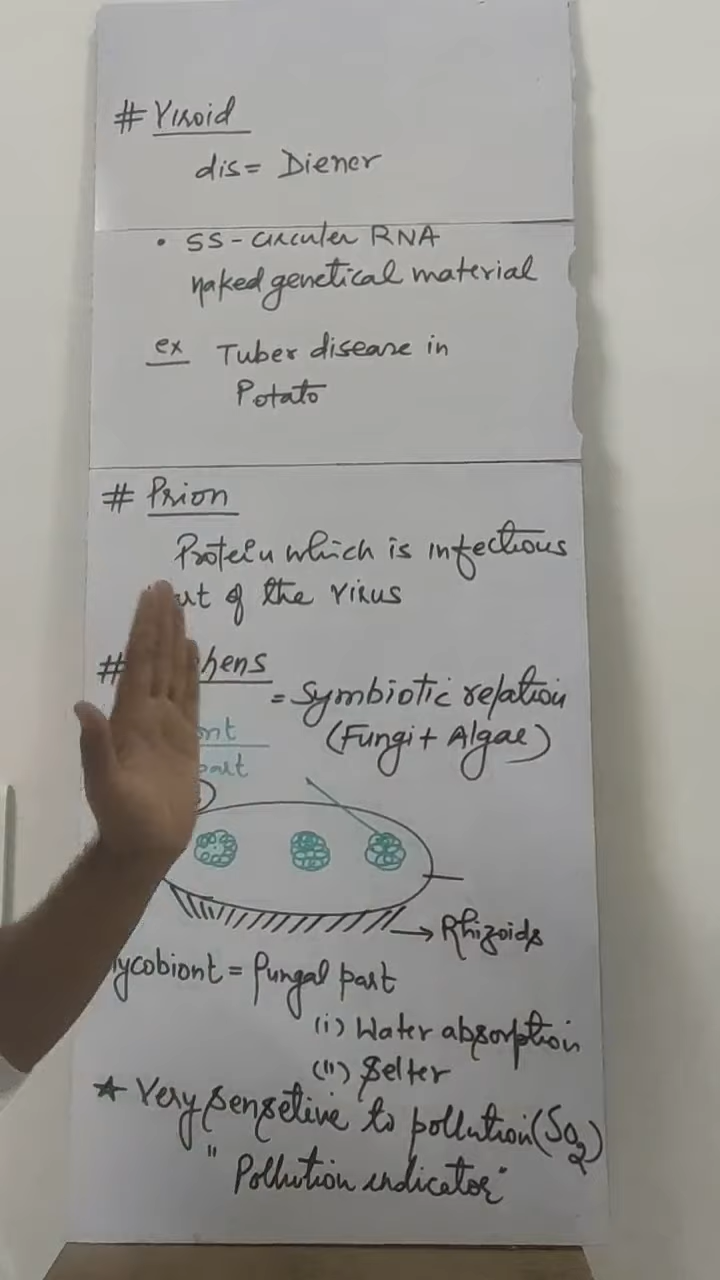 # Viroid
dis = Diener
• SS - circuler RNA
naked genetical material
ex Tuber disease in
Potato
# Prion
Protein which is infectious
of the virus
#
= Symbiotic relation
(Fungi + Algae)
→ Rhizoids
= fungal part
(i) Water absorption
(ii) Selter
★ Very sensetive to pollution (SO2)
"Pollution indicator"